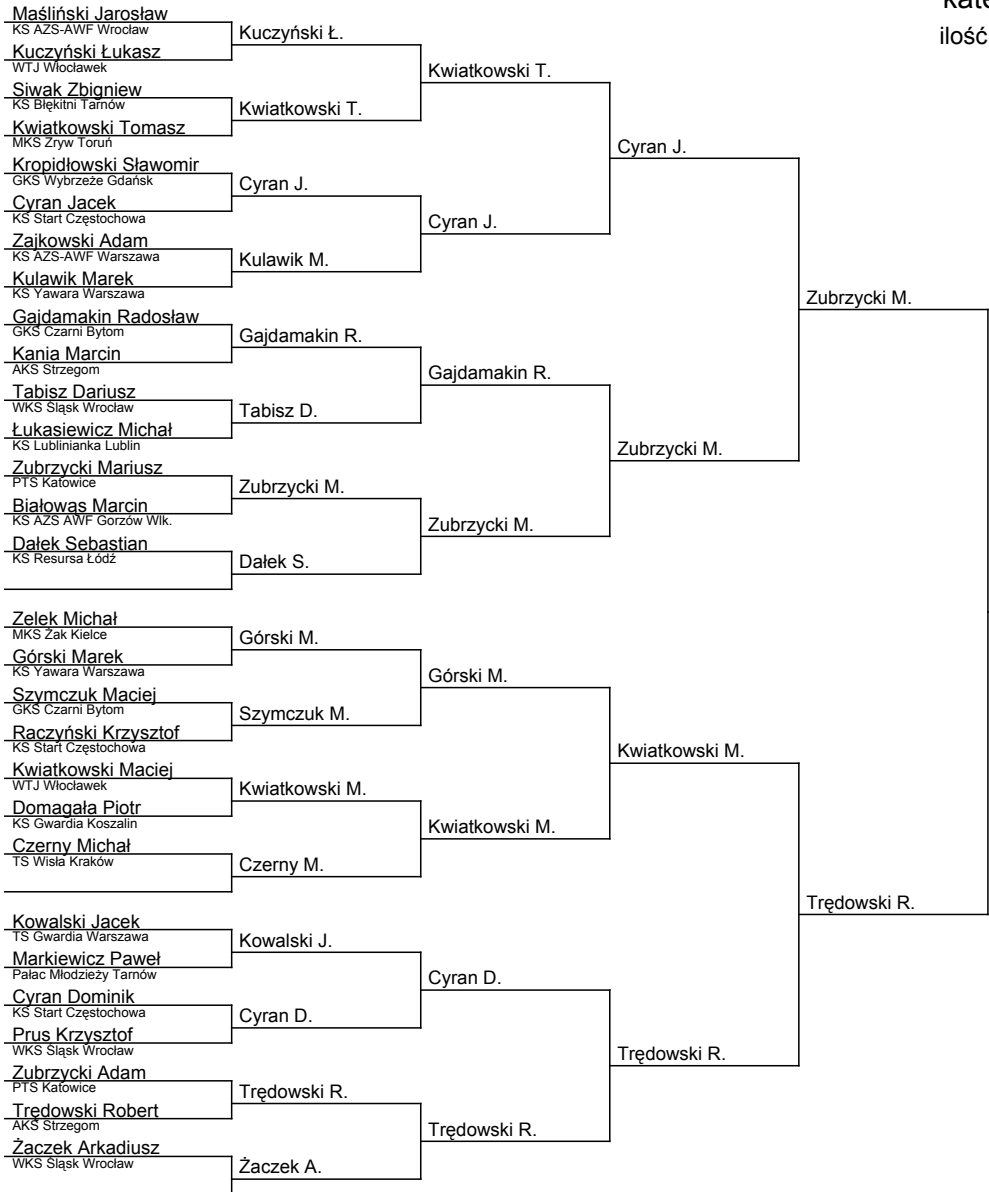 Maśliński Jarosław
KS AZS-AWF Wrocław
Kuczyński Łukasz
WTJ Włocławek
Siwak Zbigniew
KS Błękitni Tarnów
Kwiatkowski Tomasz
MKS Zryw Toruń
Kropidłowski Sławomir
GKS Wybrzeże Gdańsk
Cyran Jacek
KS Start Częstochowa
Zajkowski Adam
KS AZS-AWF Warszawa
Kulawik Marek
KS Yawara Warszawa
Gajdamakin Radosław
GKS Czarni Bytom
Kania Marcin
AKS Strzegom
Tabisz Dariusz
WKS Śląsk Wrocław
Łukasiewicz Michał
KS Lublinianka Lublin
Zubrzycki Mariusz
PTS Katowice
Białowąs Marcin
KS AZS AWF Gorzów Wlk.
Dałek Sebastian
KS Resursa Łódź
Zelek Michał
MKS Żak Kielce
Górski Marek
KS Yawara Warszawa
Szymczuk Maciej
GKS Czarni Bytom
Raczyński Krzysztof
KS Start Częstochowa
Kwiatkowski Maciej
WTJ Włocławek
Domagała Piotr
KS Gwardia Koszalin
Czerny Michał
TS Wisła Kraków
Kowalski Jacek
TS Gwardia Warszawa
Markiewicz Paweł
Pałac Młodzieży Tarnów
Cyran Dominik
KS Start Częstochowa
Prus Krzysztof
WKS Śląsk Wrocław
Zubrzycki Adam
PTS Katowice
Trędowski Robert
AKS Strzegom
Żaczek Arkadiusz
WKS Śląsk Wrocław
Kuczyński Ł.
Kwiatkowski T.
Cyran J.
Kulawik M.
Gajdamakin R.
Tabisz D.
Zubrzycki M.
Dałek S.
Górski M.
Szymczuk M.
Kwiatkowski M.
Czerny M.
Kowalski J.
Cyran D.
Trędowski R.
Żaczek A.
Kwiatkowski T.
Cyran J.
Gajdamakin R.
Zubrzycki M.
Górski M.
Kwiatkowski M.
Cyran D.
Trędowski R.
Cyran J.
Zubrzycki M.
Kwiatkowski M.
Trędowski R.
Zubrzycki M.
Trędowski R.
ilość